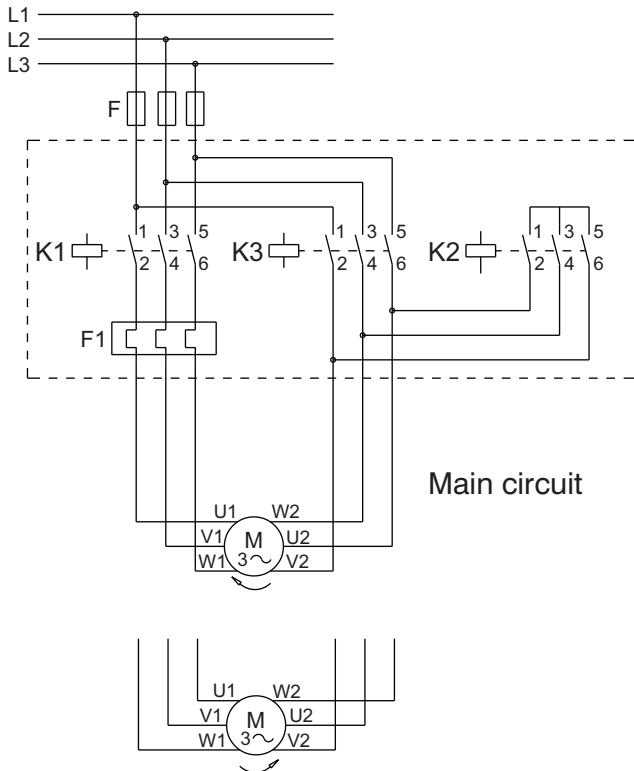 L1
L2
L3
F
1 3 5 1 3 5 1 3 5
K1 K3 K2
2 4 6 2 4 6 2 4 6
F1
Main circuit
U1 W2
V1 M U2
W1 3~ V2
U1 W2
V1 M U2
W1 3~ V2